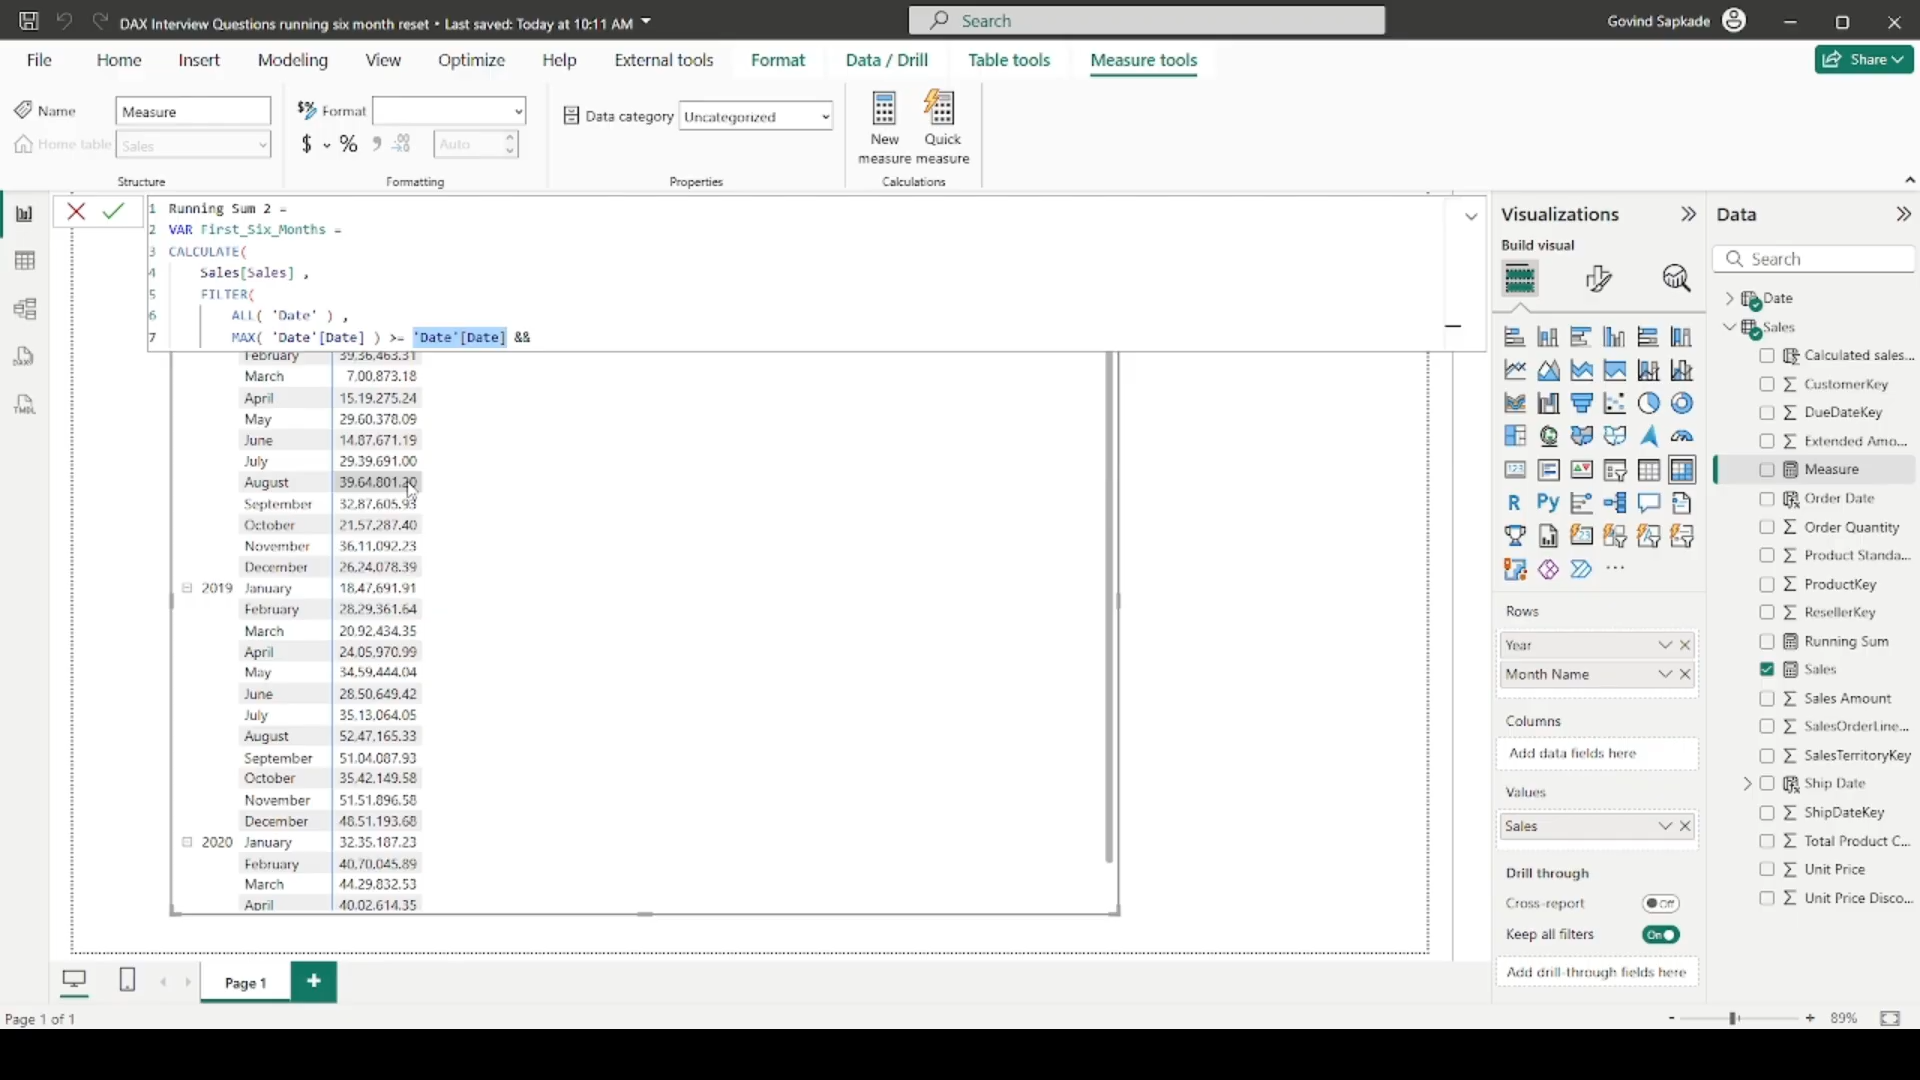 DAX Interview Questions running six month reset • Last saved: Today at 10:11 AM
Search
Govind Sapkade
File Home Insert Modeling View Optimize Help External tools Format Data / Drill Table tools Measure tools
Share
Name Measure
Home table Sales
Structure
Format
$ % Auto
Formatting
Data category Uncategorized
Properties
New measure
Quick measure
Calculations
1 Running Sum 2 =
2 VAR First_Six_Months =
3 CALCULATE(
4 Sales[Sales] ,
5 FILTER(
6 ALL( 'Date' ) ,
7 MAX( 'Date'[Date] ) >= 'Date'[Date] &&
February 39,36,463.31
March 7,00,873.18
April 15,19,275.24
May 29,60,378.09
June 14,87,671.19
July 29,39,691.00
August 39,64,801.20
September 32,87,605.93
October 21,57,287.40
November 36,11,092.23
December 26,24,078.39
2019 January 18,47,691.91
February 28,29,361.64
March 20,92,434.35
April 24,05,970.99
May 34,59,444.04
June 28,50,649.42
July 35,13,064.05
August 52,47,165.33
September 51,04,087.93
October 35,42,149.58
November 51,51,896.58
December 48,51,193.68
2020 January 32,35,187.23
February 40,70,045.89
March 44,29,832.53
April 40,02,614.35
Visualizations
Build visual
Rows
Year
Month Name
Columns
Add data fields here
Values
Sales
Drill through
Cross-report Off
Keep all filters On
Add drill-through fields here
Data
Search
Date
Sales
Calculated sales...
CustomerKey
DueDateKey
Extended Amo...
Measure
Order Date
Order Quantity
Product Standa...
ProductKey
ResellerKey
Running Sum
Sales
Sales Amount
SalesOrderLine...
SalesTerritoryKey
Ship Date
ShipDateKey
Total Product C...
Unit Price
Unit Price Disco...
Page 1
Page 1 of 1
- + 89%